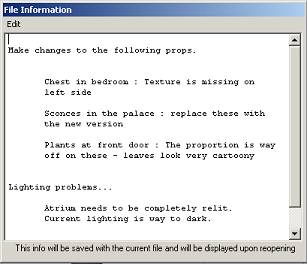 File Information
Edit
Make changes to the following props.
Chest in bedroom : Texture is missing on
left side
Sconces in the palace : replace these with
the new version
Plants at front door : The proportion is way
off on these - leaves look very cartoony
Lighting problems...
Atrium needs to be completely relit.
Current lighting is way to dark.
This info will be saved with the current file and will be displayed upon reopening